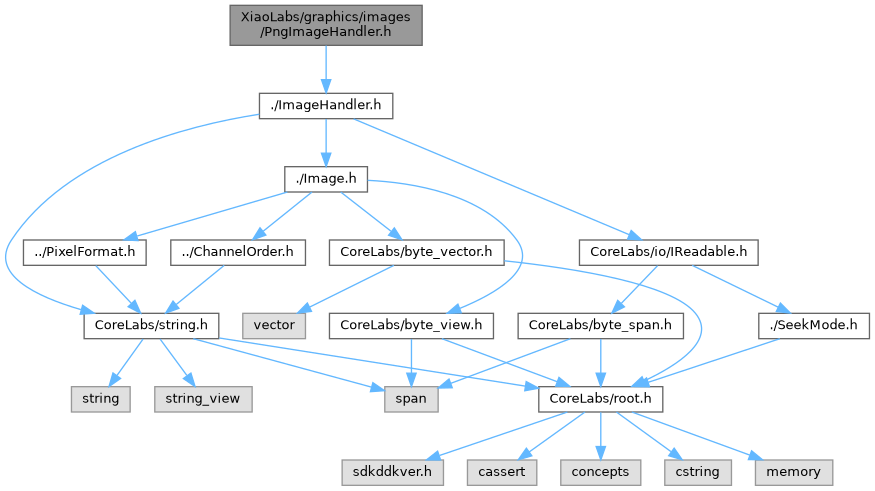 XiaoLabs/graphics/images
/PngImageHandler.h
./ImageHandler.h
./Image.h
../PixelFormat.h
../ChannelOrder.h
CoreLabs/byte_vector.h
CoreLabs/io/IReadable.h
CoreLabs/string.h
vector
CoreLabs/byte_view.h
CoreLabs/byte_span.h
./SeekMode.h
string
string_view
span
CoreLabs/root.h
sdkddkver.h
cassert
concepts
cstring
memory